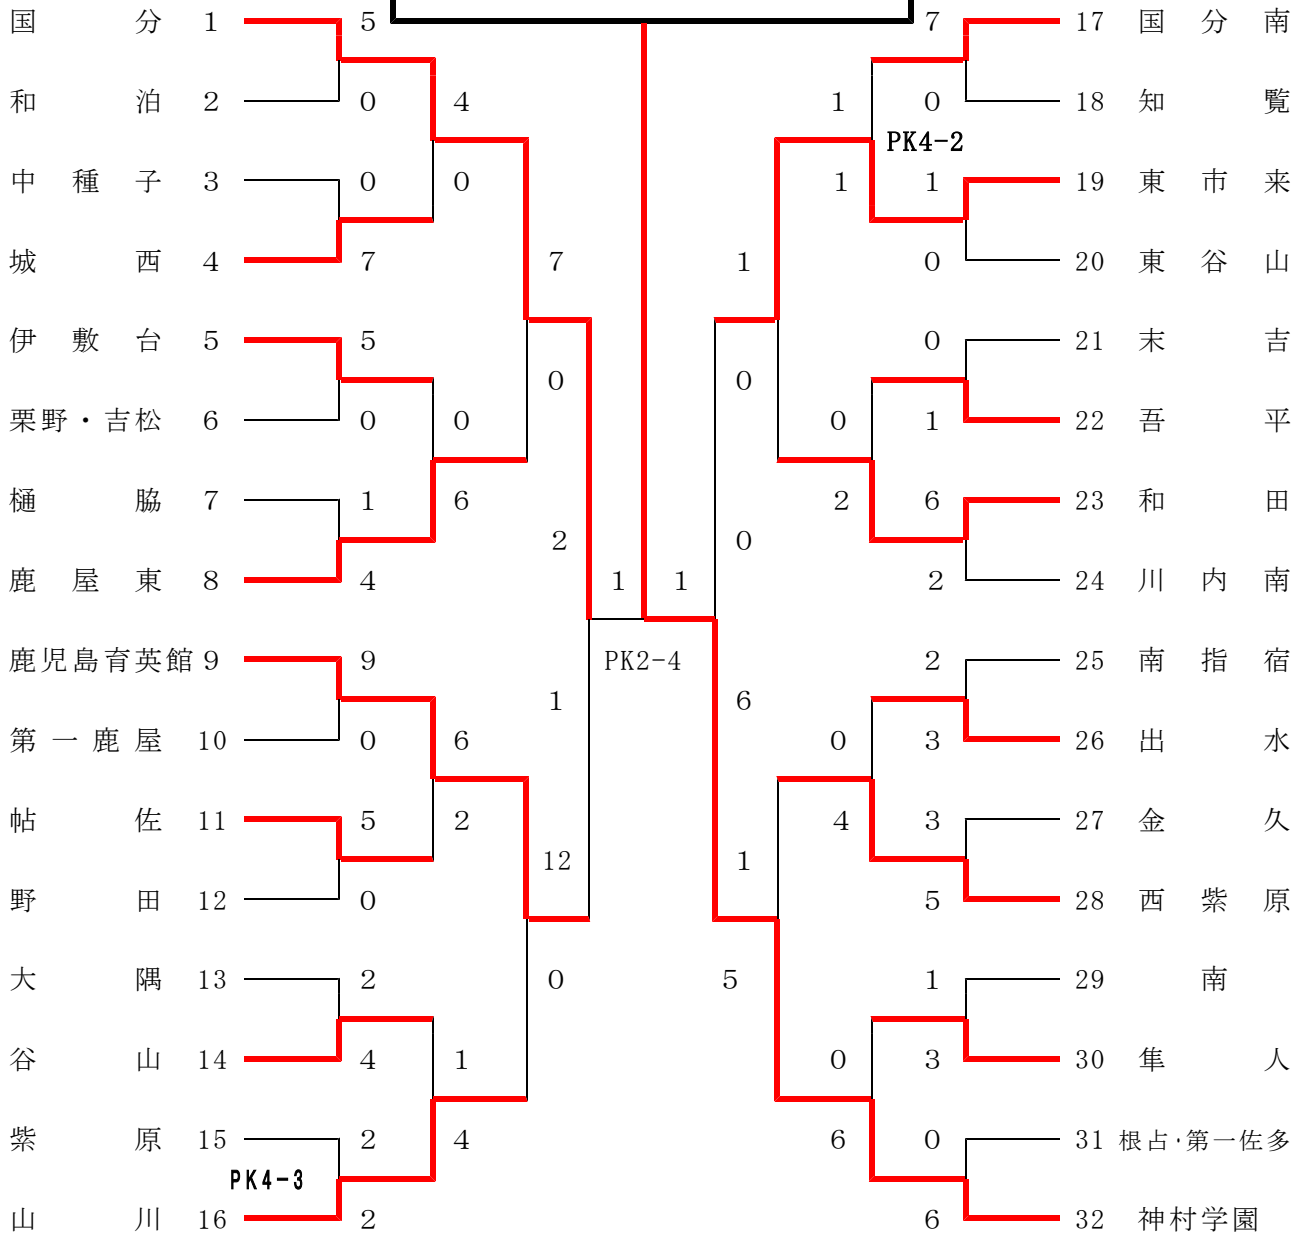 国分 1 5 7 17 国分南
和泊 2 0 4 1 0 18 知覧
PK4-2
中種子 3 0 0 1 1 19 東市来
城西 4 7 7 1 0 20 東谷山
伊敷台 5 5 0 21 末吉
0 0
栗野・吉松 6 0 0 0 1 22 吾平
樋脇 7 1 6 2 6 23 和田
2 0
鹿屋東 8 4 1 1 2 24 川内南
鹿児島育英館 9 9 PK2-4 2 25 南指宿
1 6
第一鹿屋 10 0 6 0 3 26 出水
帖佐 11 5 2 4 3 27 金久
12 1
野田 12 0 5 28 西紫原
大隅 13 2 0 5 1 29 南
谷山 14 4 1 0 3 30 隼人
紫原 15 2 4 6 0 31 根占・第一佐多
PK4-3
山川 16 2 6 32 神村学園